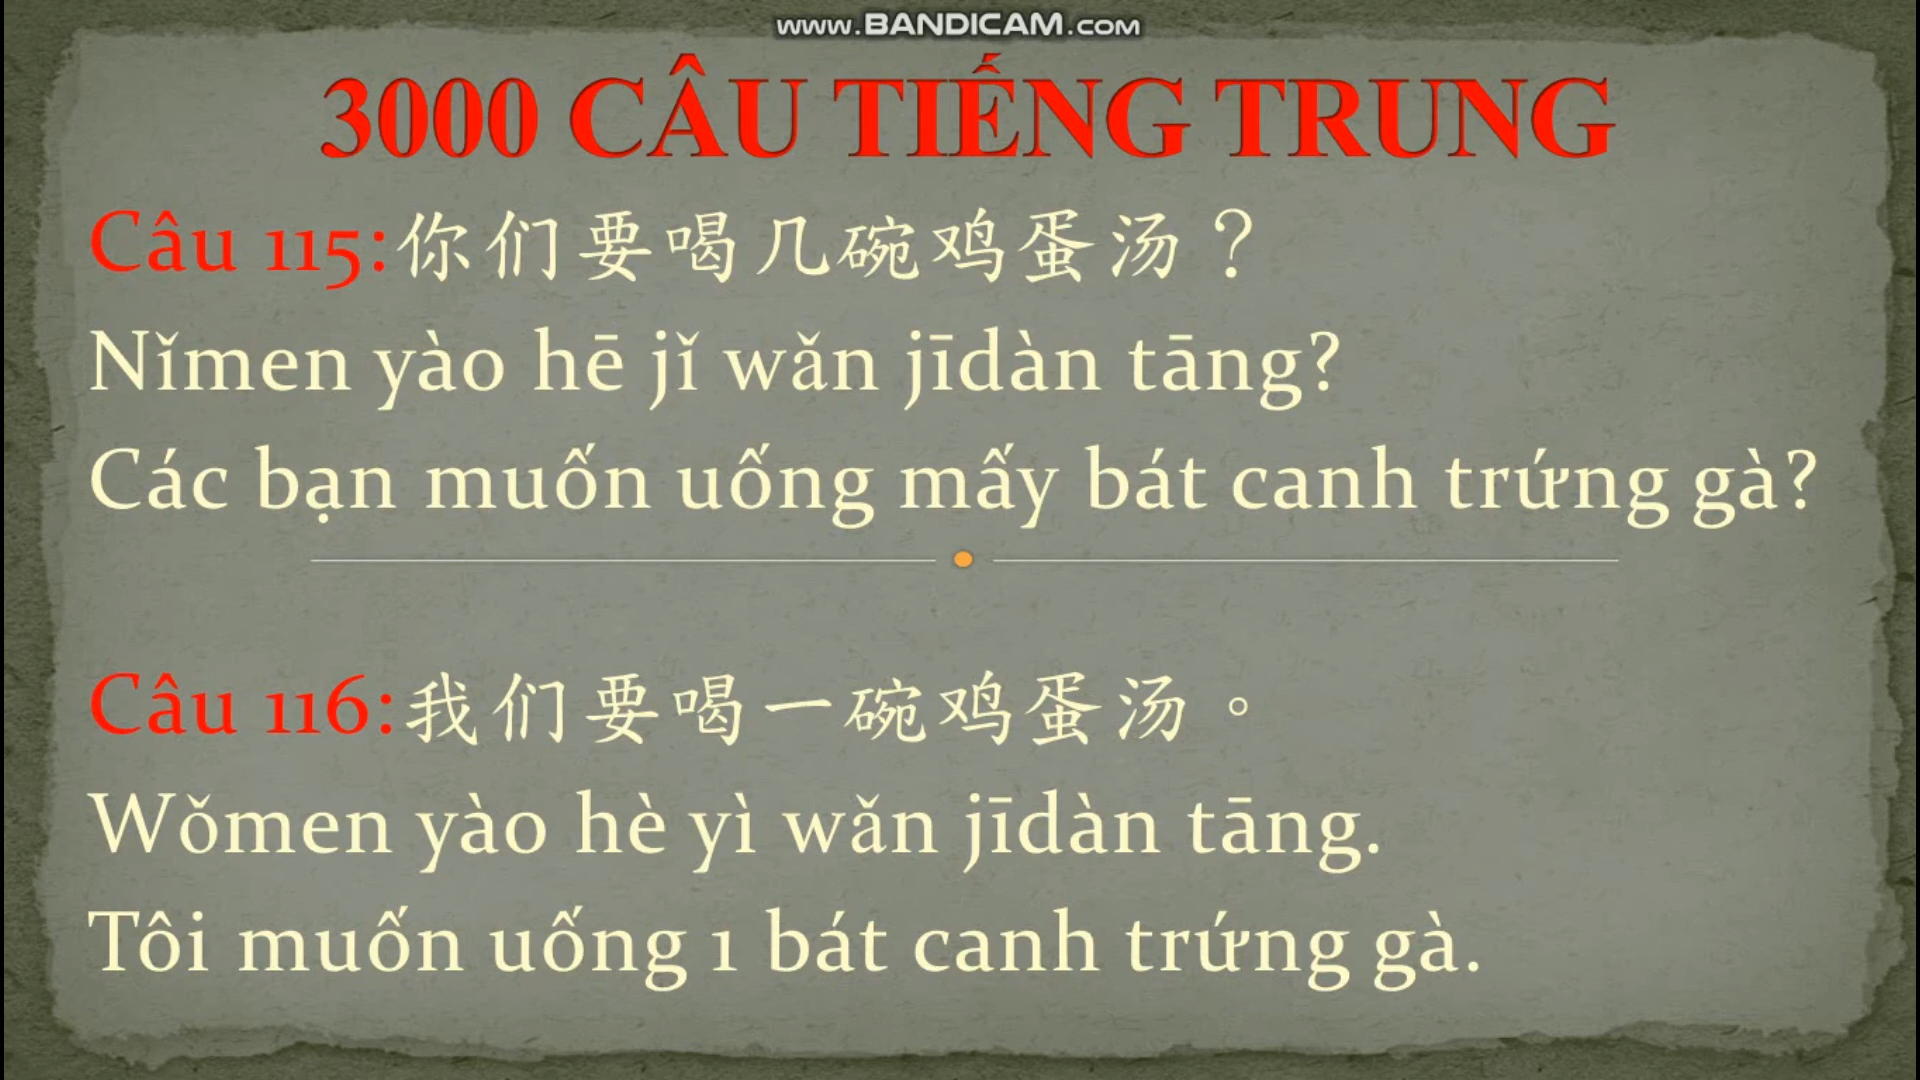 www.BANDICAM.com
3000 CÂU TIẾNG TRUNG
Câu 115:你们要喝几碗鸡蛋汤？
Nǐmen yào hē jǐ wǎn jīdàn tāng?
Các bạn muốn uống mấy bát canh trứng gà?
Câu 116:我们要喝一碗鸡蛋汤。
Wǒmen yào hè yì wǎn jīdàn tāng.
Tôi muốn uống 1 bát canh trứng gà.